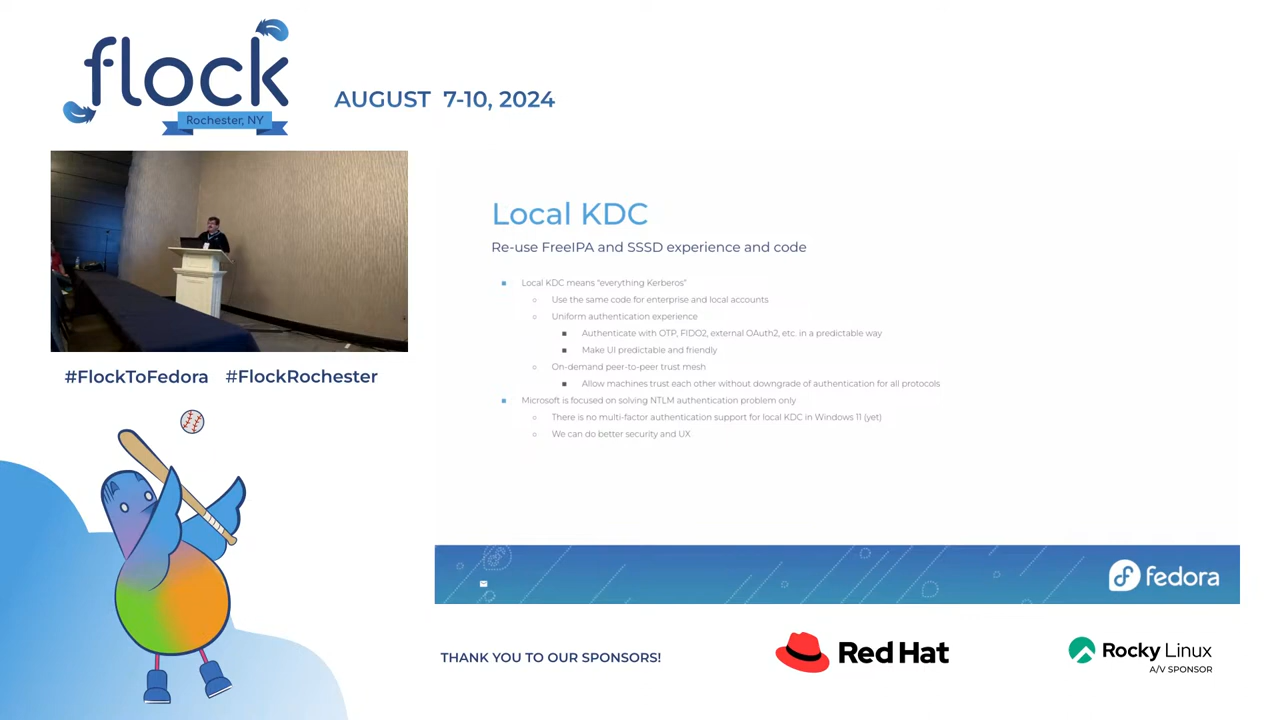 flock
Rochester, NY
AUGUST 7-10, 2024
#FlockToFedora #FlockRochester
Local KDC
Re-use FreeIPA and SSSD experience and code
Local KDC means "everything Kerberos"
Use the same code for enterprise and local accounts
Uniform authentication experience
Authenticate with OTP, FIDO2, external OAuth2, etc. in a predictable way
Make UI predictable and friendly
On-demand peer-to-peer trust mesh
Allow machines trust each other without downgrade of authentication for all protocols
Microsoft is focused on solving NTLM authentication problem only
There is no multi-factor authentication support for local KDC in Windows 11 (yet)
We can do better security and UX
fedora
THANK YOU TO OUR SPONSORS!
Red Hat
Rocky Linux
A/V SPONSOR